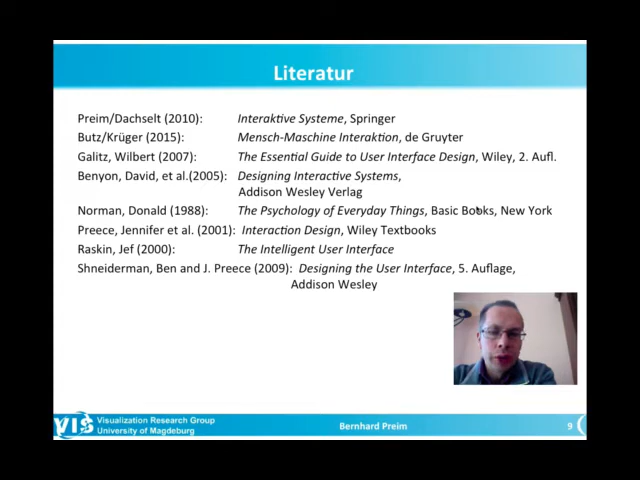 Literatur
Preim/Dachselt (2010): Interaktive Systeme, Springer
Butz/Krüger (2015): Mensch-Maschine Interaktion, de Gruyter
Galitz, Wilbert (2007): The Essential Guide to User Interface Design, Wiley, 2. Aufl.
Benyon, David, et al.(2005): Designing Interactive Systems,
Addison Wesley Verlag
Norman, Donald (1988): The Psychology of Everyday Things, Basic Books, New York
Preece, Jennifer et al. (2001): Interaction Design, Wiley Textbooks
Raskin, Jef (2000): The Intelligent User Interface
Shneiderman, Ben and J. Preece (2009): Designing the User Interface, 5. Auflage,
Addison Wesley
VIS
Visualization Research Group
University of Magdeburg
Bernhard Preim
9